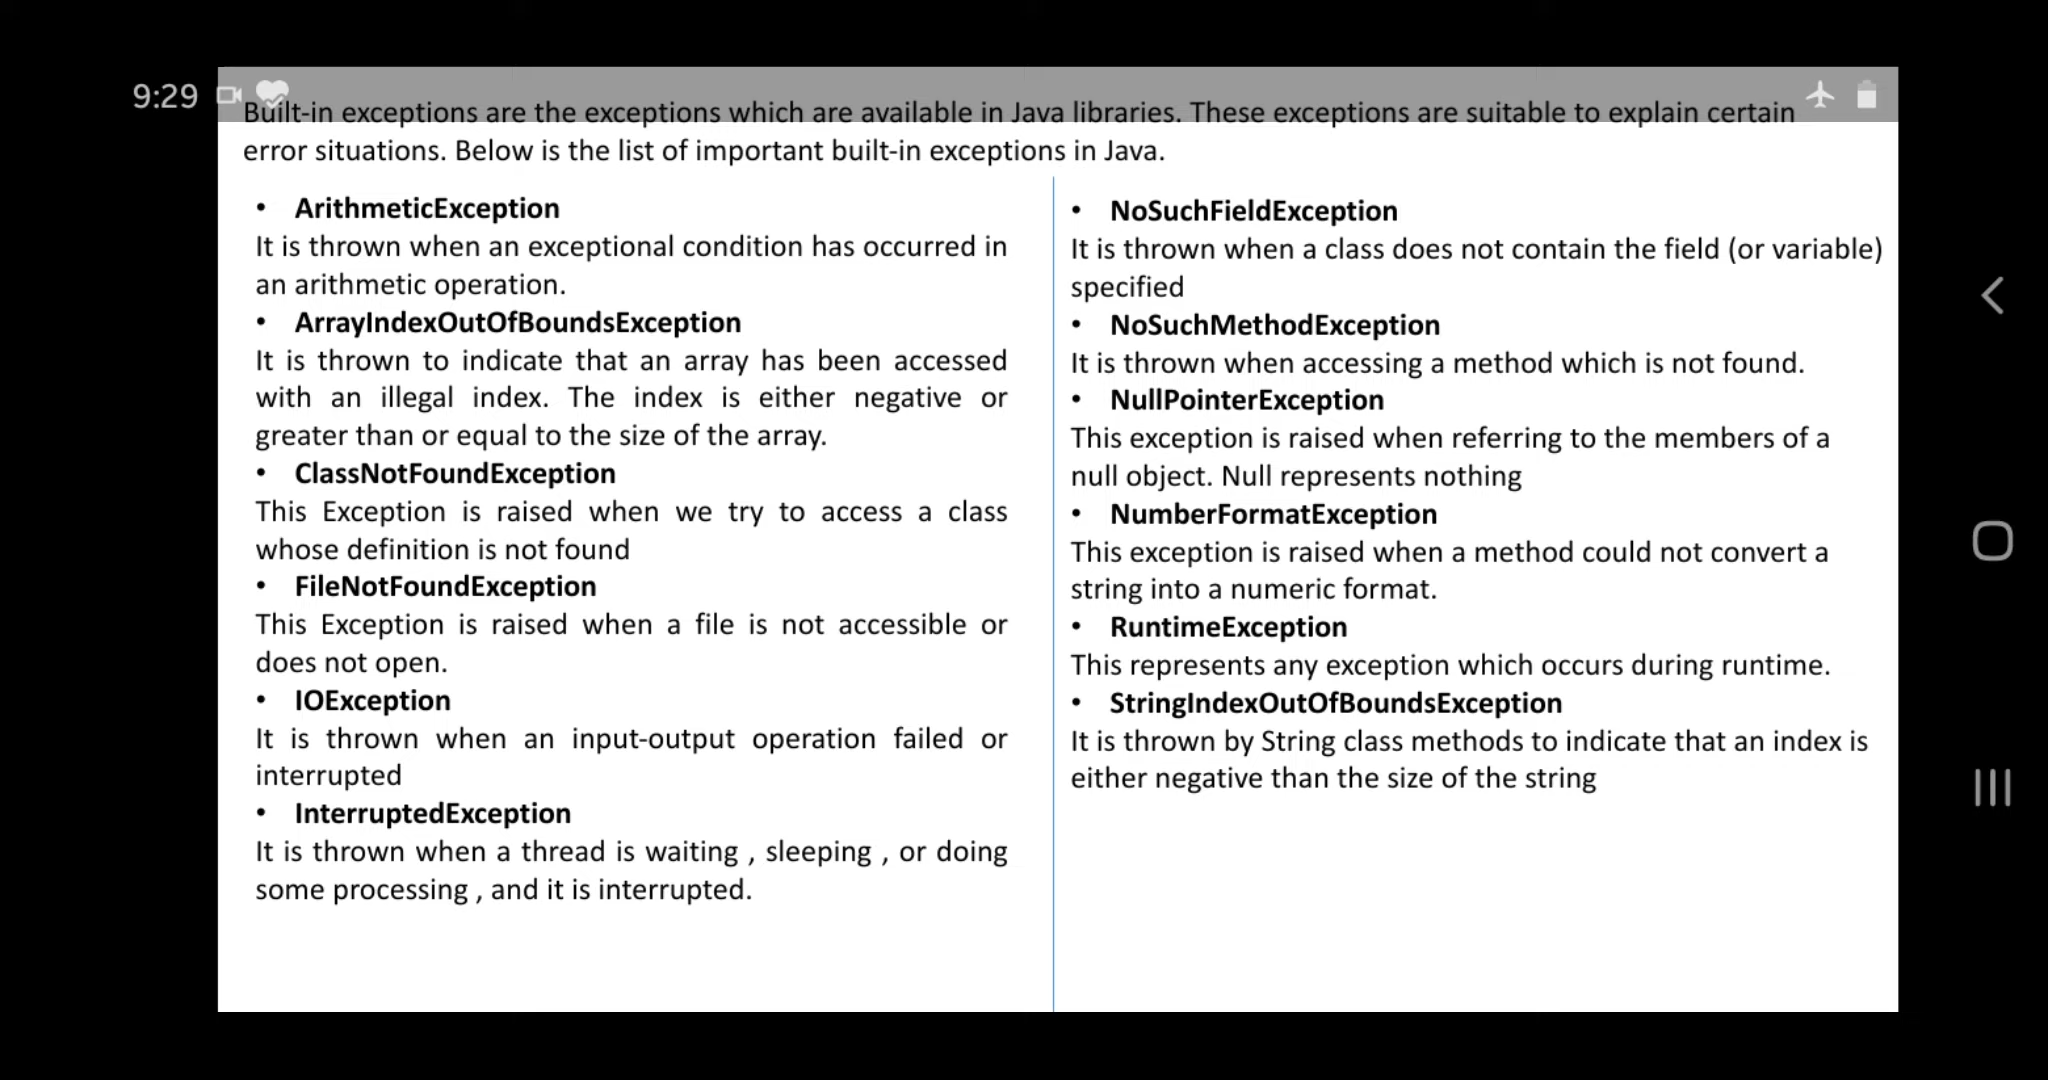 9:29
Built-in exceptions are the exceptions which are available in Java libraries. These exceptions are suitable to explain certain
error situations. Below is the list of important built-in exceptions in Java.
• ArithmeticException
It is thrown when an exceptional condition has occurred in
an arithmetic operation.
• ArrayIndexOutOfBoundsException
It is thrown to indicate that an array has been accessed
with an illegal index. The index is either negative or
greater than or equal to the size of the array.
• ClassNotFoundException
This Exception is raised when we try to access a class
whose definition is not found
• FileNotFoundException
This Exception is raised when a file is not accessible or
does not open.
• IOException
It is thrown when an input-output operation failed or
interrupted
• InterruptedException
It is thrown when a thread is waiting , sleeping , or doing
some processing , and it is interrupted.
• NoSuchFieldException
It is thrown when a class does not contain the field (or variable)
specified
• NoSuchMethodException
It is thrown when accessing a method which is not found.
• NullPointerException
This exception is raised when referring to the members of a
null object. Null represents nothing
• NumberFormatException
This exception is raised when a method could not convert a
string into a numeric format.
• RuntimeException
This represents any exception which occurs during runtime.
• StringIndexOutOfBoundsException
It is thrown by String class methods to indicate that an index is
either negative than the size of the string